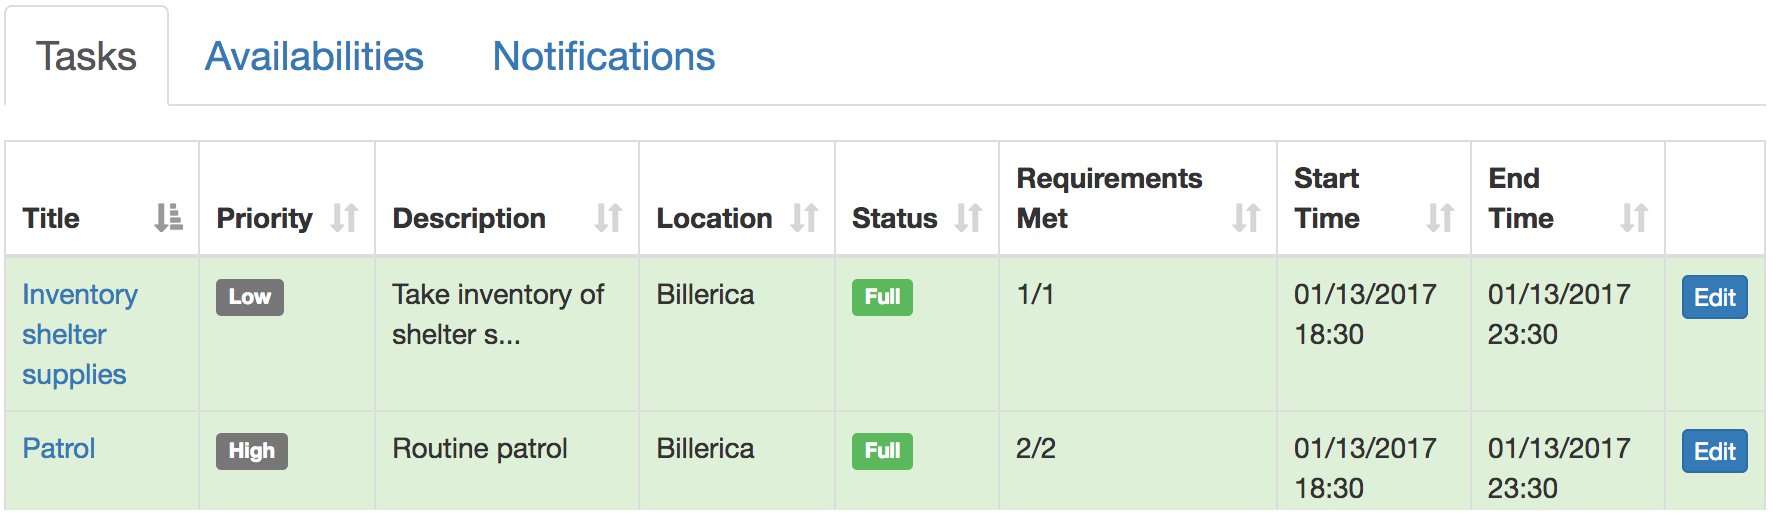 Tasks Availabilities Notifications
Requirements Start End
Title Priority Description Location Status Met Time Time
Inventory Low Take inventory of Billerica Full 1/1 01/13/2017 01/13/2017 Edit
shelter shelter s... 18:30 23:30
supplies
Patrol High Routine patrol Billerica Full 2/2 01/13/2017 01/13/2017 Edit
18:30 23:30